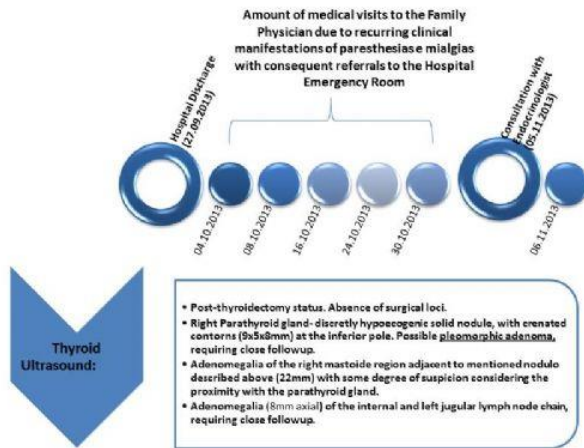 Amount of medical visits to the Family
Physician due to recurring clinical
manifestations of paresthesias e mialgias
with consequent referrals to the Hospital
Emergency Room
Hospital Discharge
(27.09.2013)
Consultation with
Endocrinologist
(05.11.2013)
04.10.2013
08.10.2013
16.10.2013
24.10.2013
30.10.2013
06.11.2013
Thyroid
Ultrasound:
• Post-thyroidectomy status. Absence of surgical loci.
• Right Parathyroid gland- discretly hypoecogenic solid nodule, with crenated
contorns (9x5x8mm) at the inferior pole. Possible pleomorphic adenoma,
requiring close followup.
• Adenomegalia of the right mastoide region adjacent to mentioned nodulo
described above (22mm) with some degree of suspicion considering the
proximity with the parathyroid gland.
• Adenomegalia (8mm axial) of the internal and left jugular lymph node chain,
requiring close followup.